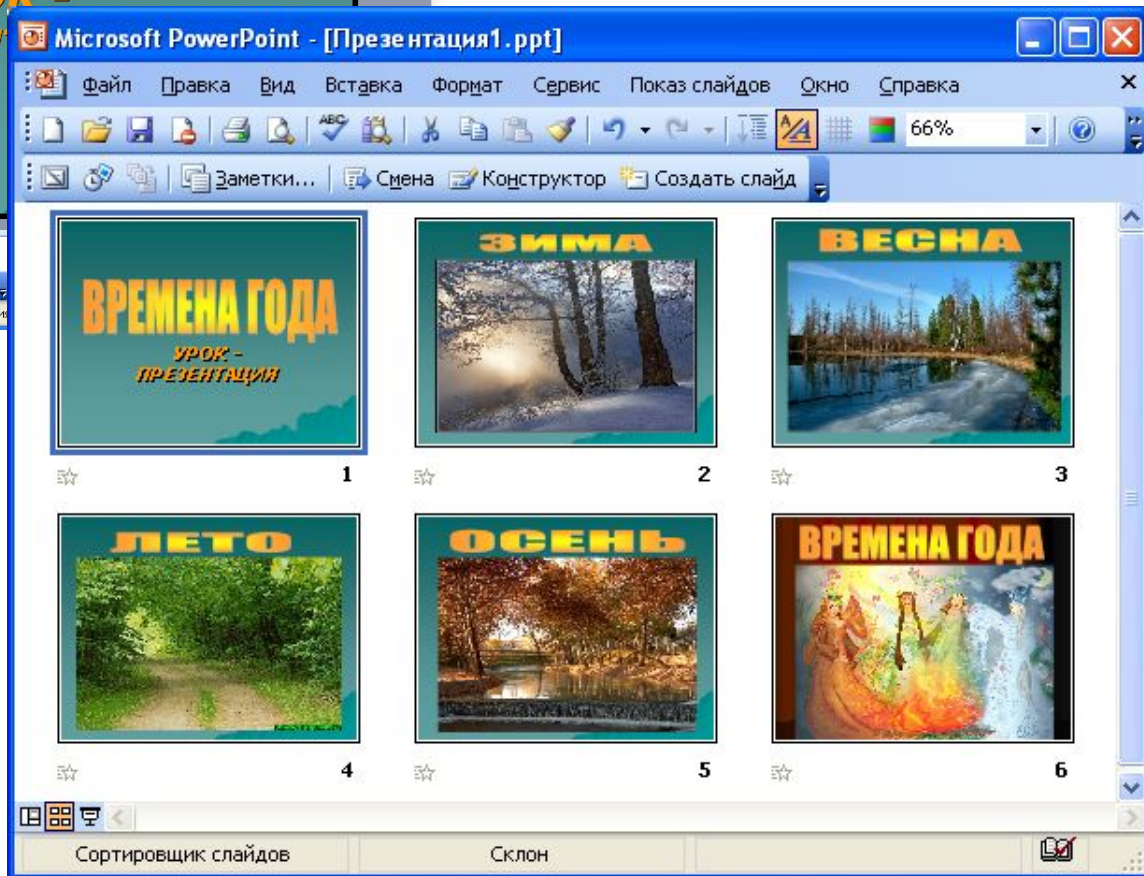 Microsoft PowerPoint - [Презентация1.ppt]
Файл Правка Вид Вставка Формат Сервис Показ слайдов Окно Справка
66%
Заметки... Смена Конструктор Создать слайд
ВРЕМЕНА ГОДА
УРОК -
ПРЕЗЕНТАЦИЯ
ЗИМА
ВЕСНА
1 2 3
ЛЕТО
ОСЕНЬ
ВРЕМЕНА ГОДА
4 5 6
Сортировщик слайдов Склон